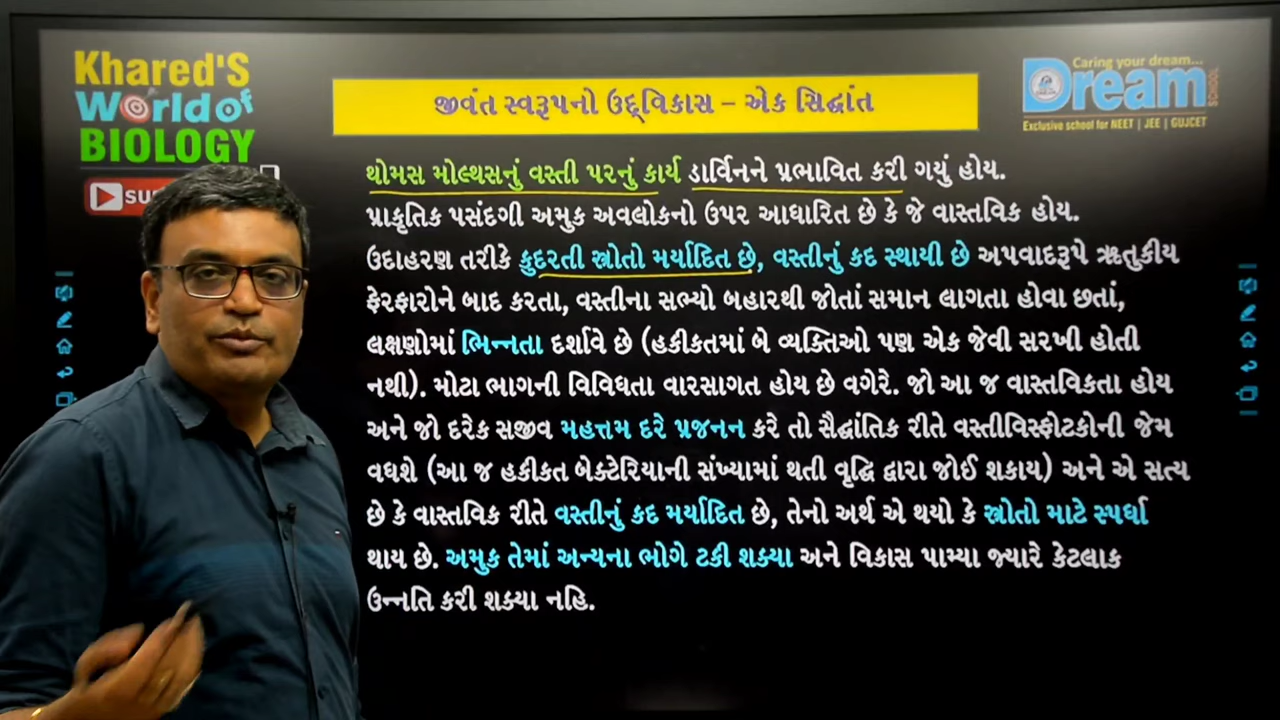 Khared'S
World of
BIOLOGY
SU
Caring your dream...
Dream
SCHOOL
Exclusive school for NEET | JEE | GUJCET
જીવંત સ્વરૂપનો ઉદ્‌વિકાસ – એક સિદ્ધાંત
થોમસ મોલ્થસનું વસ્તી પરનું કાર્ય ડાર્વિનને પ્રભાવિત કરી ગયું હોય.
પ્રાકૃતિક પસંદગી અમુક અવલોકનો ઉપર આધારિત છે કે જે વાસ્તવિક હોય.
ઉદાહરણ તરીકે કુદરતી સ્ત્રોતો મર્યાદિત છે, વસ્તીનું કદ સ્થાયી છે અપવાદરૂપે ઋતુકીય
ફેરફારોને બાદ કરતા, વસ્તીના સભ્યો બહારથી જોતાં સમાન લાગતા હોવા છતાં,
લક્ષણોમાં ભિન્નતા દર્શાવે છે (હકીકતમાં બે વ્યક્તિઓ પણ એક જેવી સરખી હોતી
નથી). મોટા ભાગની વિવિધતા વારસાગત હોય છે વગેરે. જો આ જ વાસ્તવિકતા હોય
અને જો દરેક સજીવ મહત્તમ દરે પ્રજનન કરે તો સૈદ્ધાંતિક રીતે વસ્તીવિસ્ફોટકોની જેમ
વધશે (આ જ હકીકત બેક્ટેરિયાની સંખ્યામાં થતી વૃદ્ધિ દ્વારા જોઈ શકાય) અને એ સત્ય
છે કે વાસ્તવિક રીતે વસ્તીનું કદ મર્યાદિત છે, તેનો અર્થ એ થયો કે સ્ત્રોતો માટે સ્પર્ધા
થાય છે. અમુક તેમાં અન્યના ભોગે ટકી શક્યા અને વિકાસ પામ્યા જ્યારે કેટલાક
ઉન્નતિ કરી શક્યા નહિ.